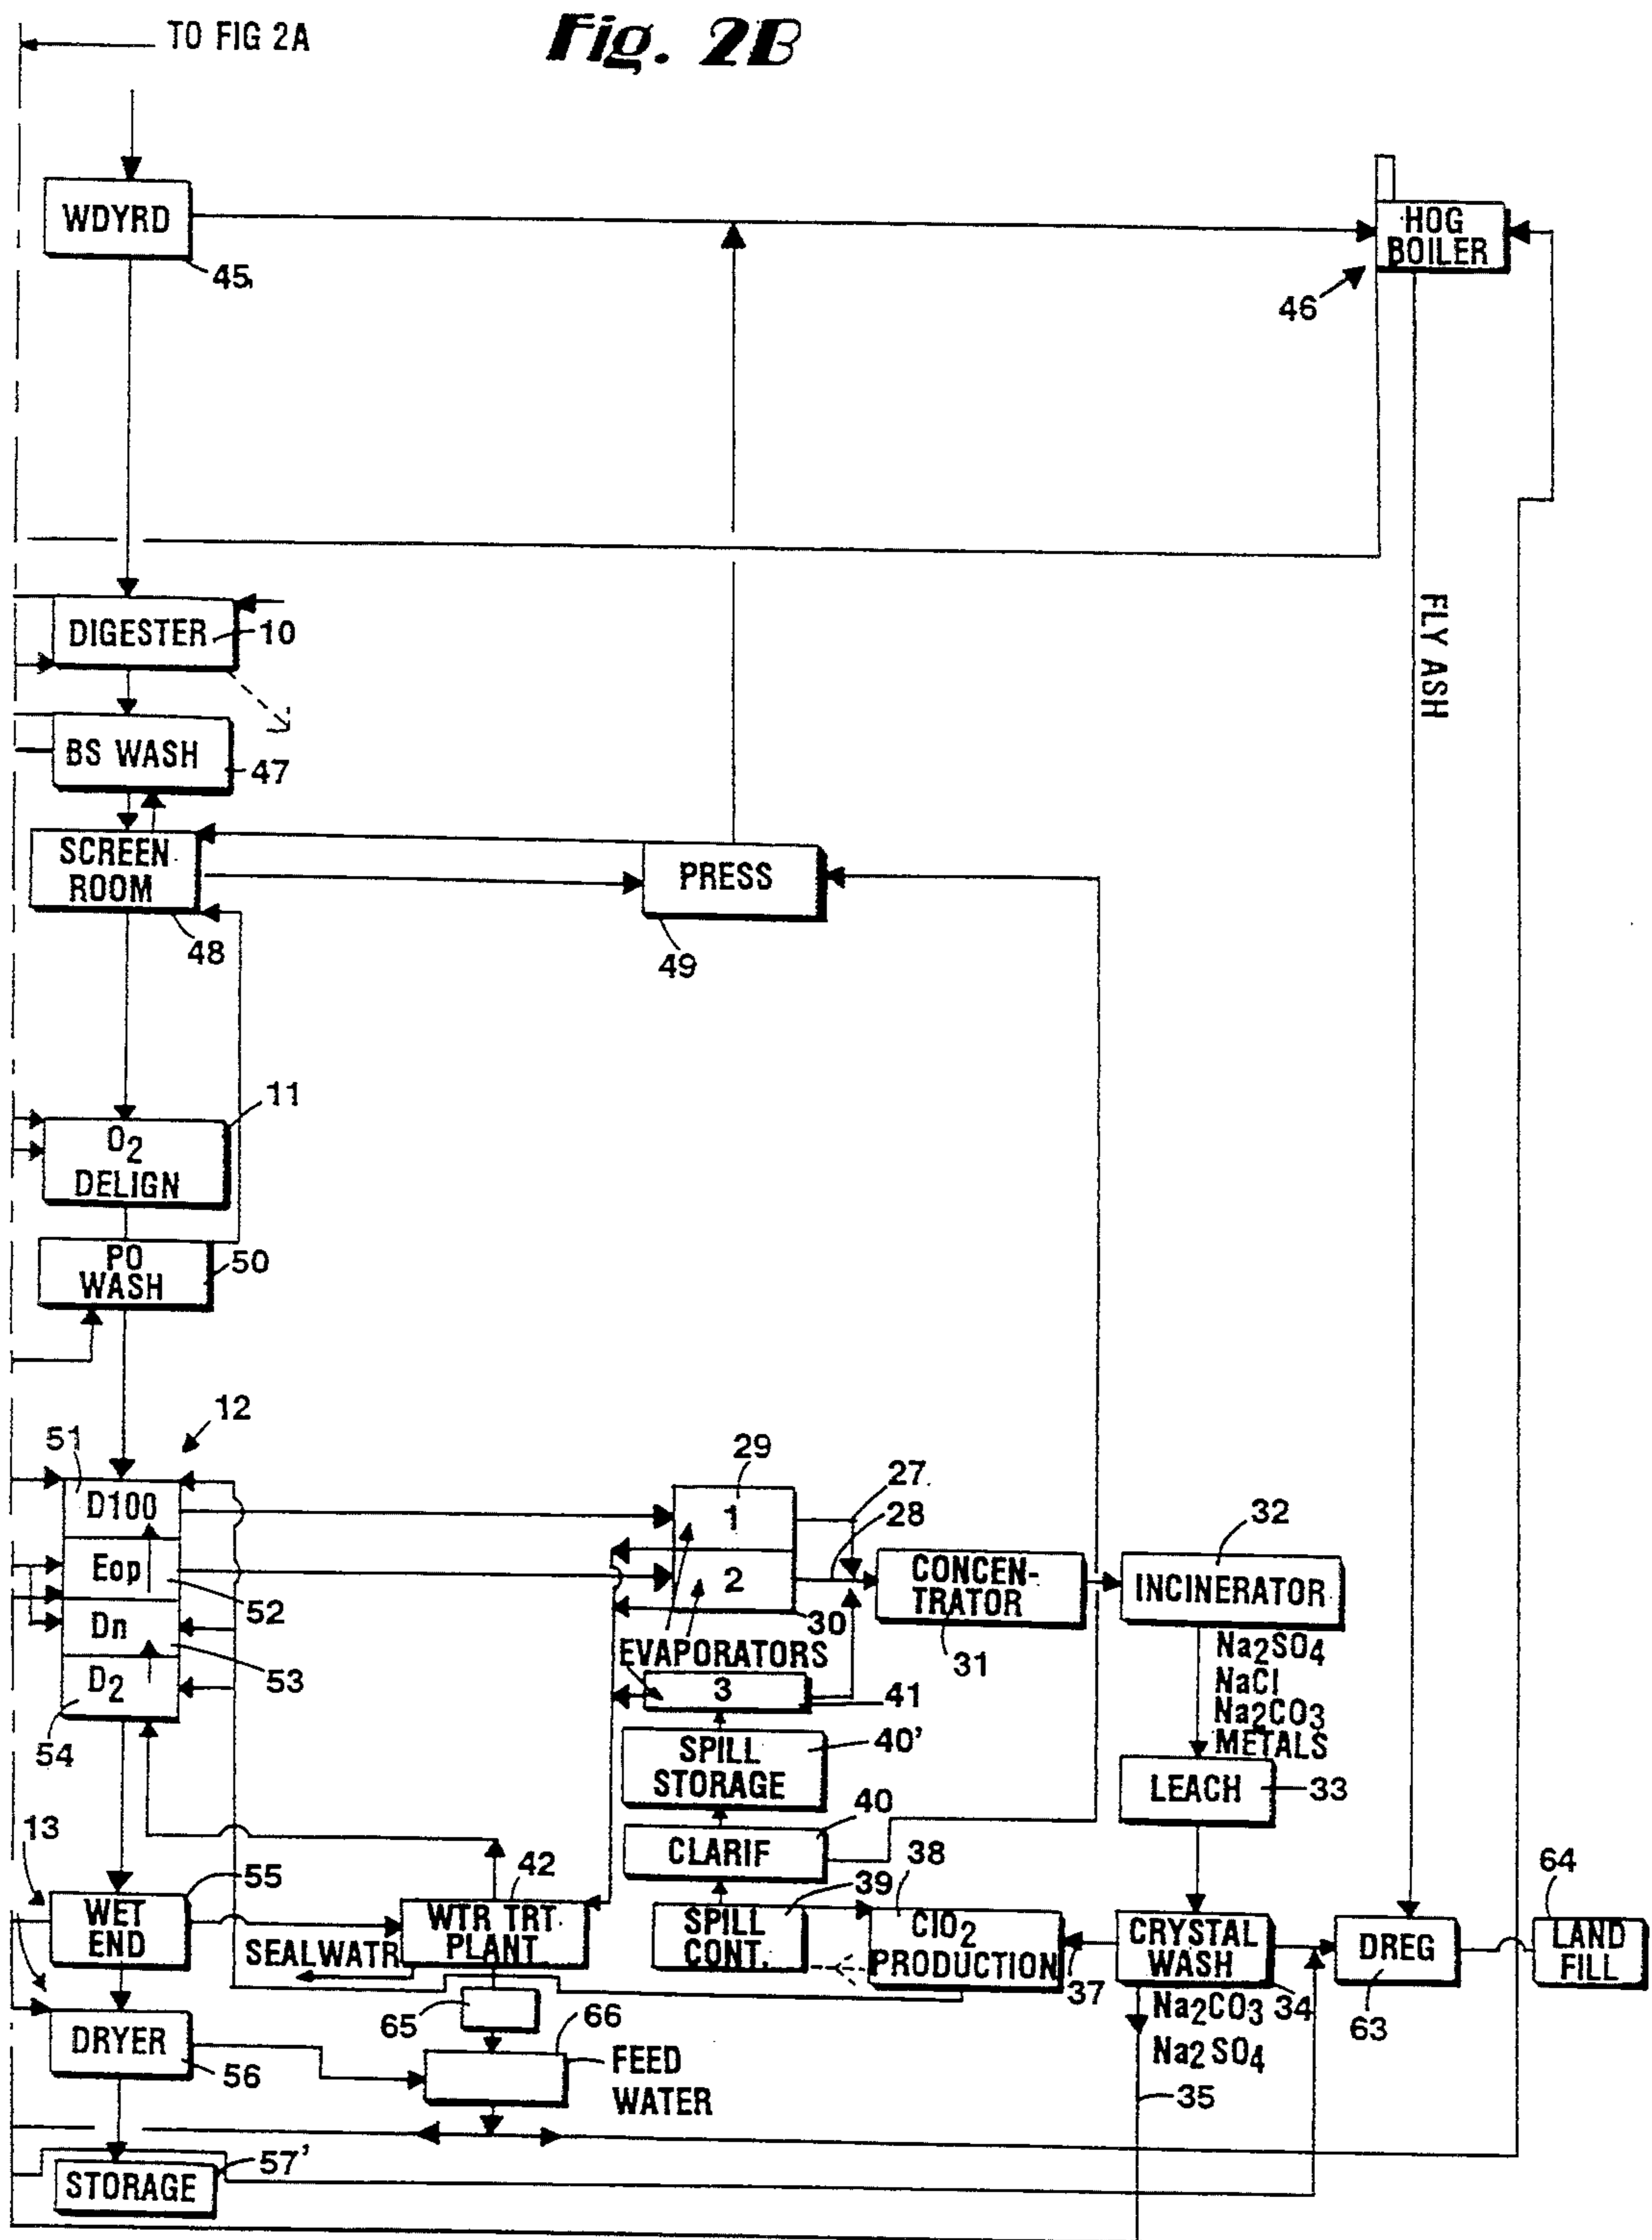 TO FIG 2A
Fig. 2B
WDYRD
45
HOG
BOILER
46
FLY ASH
DIGESTER
10
BS WASH
47
SCREEN
ROOM
48
PRESS
49
11
O2
DELIGN
PO
WASH
50
12
51
D100
Eop
52
Dn
53
D2
54
29
1
27
28
2
30
EVAPORATORS
3
41
CONCEN-
TRATOR
31
32
INCINERATOR
Na2SO4
NaCl
Na2CO3
METALS
SPILL
STORAGE
40'
LEACH
33
CLARIF
40
13
55
WET
END
42
WTR TRT
PLANT
SEALWATR
39
SPILL
CONT.
38
ClO2
PRODUCTION
37
CRYSTAL
WASH
34
DREG
63
64
LAND
FILL
Na2CO3
Na2SO4
35
65
66
DRYER
56
FEED
WATER
STORAGE
57'